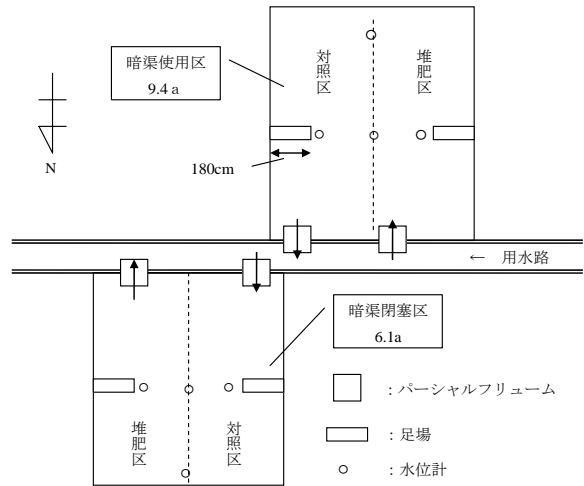 暗渠使用区
9.4 a
対照区
堆肥区
N
180cm
← 用水路
暗渠閉塞区
6.1a
堆肥区
対照区
:パーシャルフリューム
:足場
:水位計